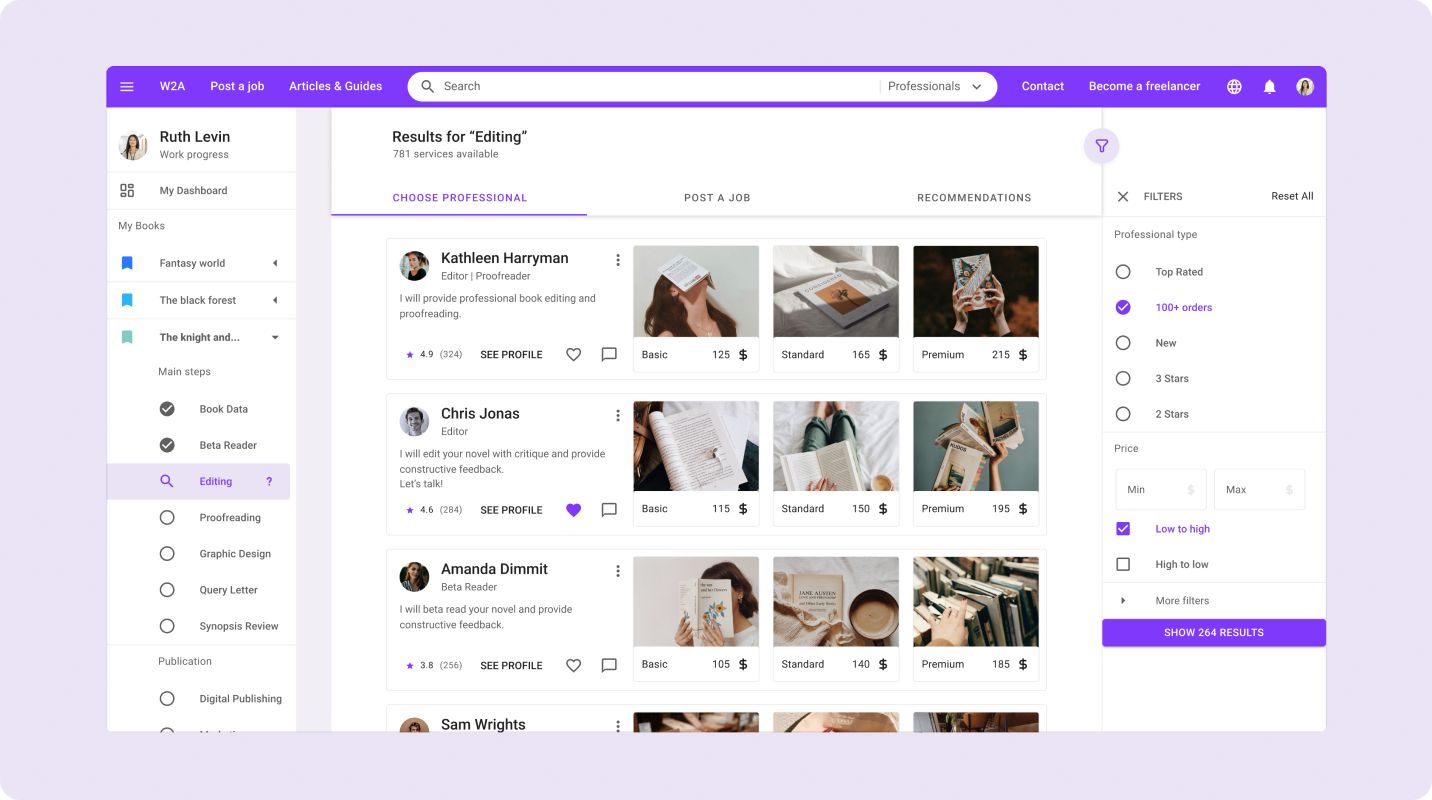 W2A
Post a job
Articles & Guides
Search
Professionals
Contact
Become a freelancer
Ruth Levin
Work progress
My Dashboard
My Books
Fantasy world
The black forest
The knight and...
Main steps
Book Data
Beta Reader
Editing ?
Proofreading
Graphic Design
Query Letter
Synopsis Review
Publication
Digital Publishing
Results for “Editing”
781 services available
CHOOSE PROFESSIONAL
POST A JOB
RECOMMENDATIONS
Kathleen Harryman
Editor | Proofreader
I will provide professional book editing and
proofreading.
4.9 (324) SEE PROFILE
Basic 125 $
Standard 165 $
Premium 215 $
Chris Jonas
Editor
I will edit your novel with critique and provide
constructive feedback.
Let’s talk!
4.6 (284) SEE PROFILE
Basic 115 $
Standard 150 $
Premium 195 $
Amanda Dimmit
Beta Reader
I will beta read your novel and provide
constructive feedback.
3.8 (256) SEE PROFILE
JANE AUSTEN
Basic 105 $
Standard 140 $
Premium 185 $
Sam Wrights
FILTERS
Reset All
Professional type
Top Rated
100+ orders
New
3 Stars
2 Stars
Price
Min $
Max $
Low to high
High to low
More filters
SHOW 264 RESULTS